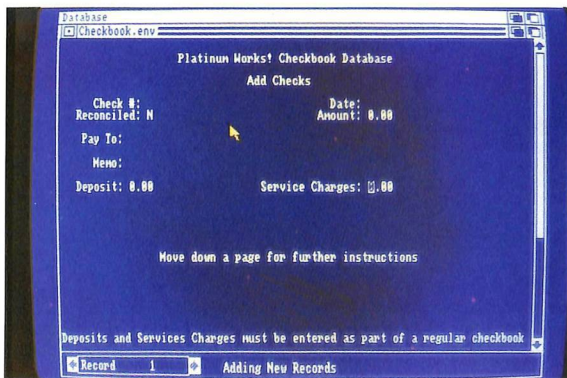 Database
Checkbook.env
Platinum Works! Checkbook Database
Add Checks
Check #: Date:
Reconciled: N Amount: 0.00
Pay To:
Memo:
Deposit: 0.00 Service Charges: 0.00
Move down a page for further instructions
Deposits and Services Charges must be entered as part of a regular checkbook
Record 1 Adding New Records